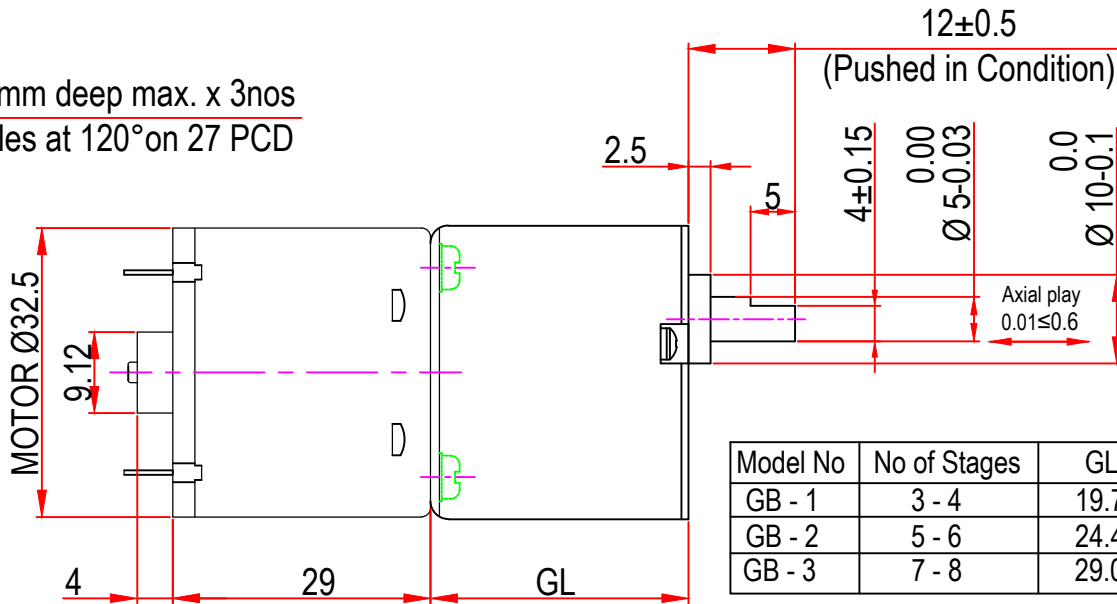 12±0.5
(Pushed in Condition)
mm deep max. x 3nos
les at 120°on 27 PCD
2.5
5
4±0.15
0.00
Ø 5-0.03
0.0
Ø 10-0.1
Axial play
0.01≤0.6
MOTOR Ø32.5
9.12
Model No No of Stages GL
GB - 1 3 - 4 19.7
GB - 2 5 - 6 24.4
GB - 3 7 - 8 29.0
4
29
GL